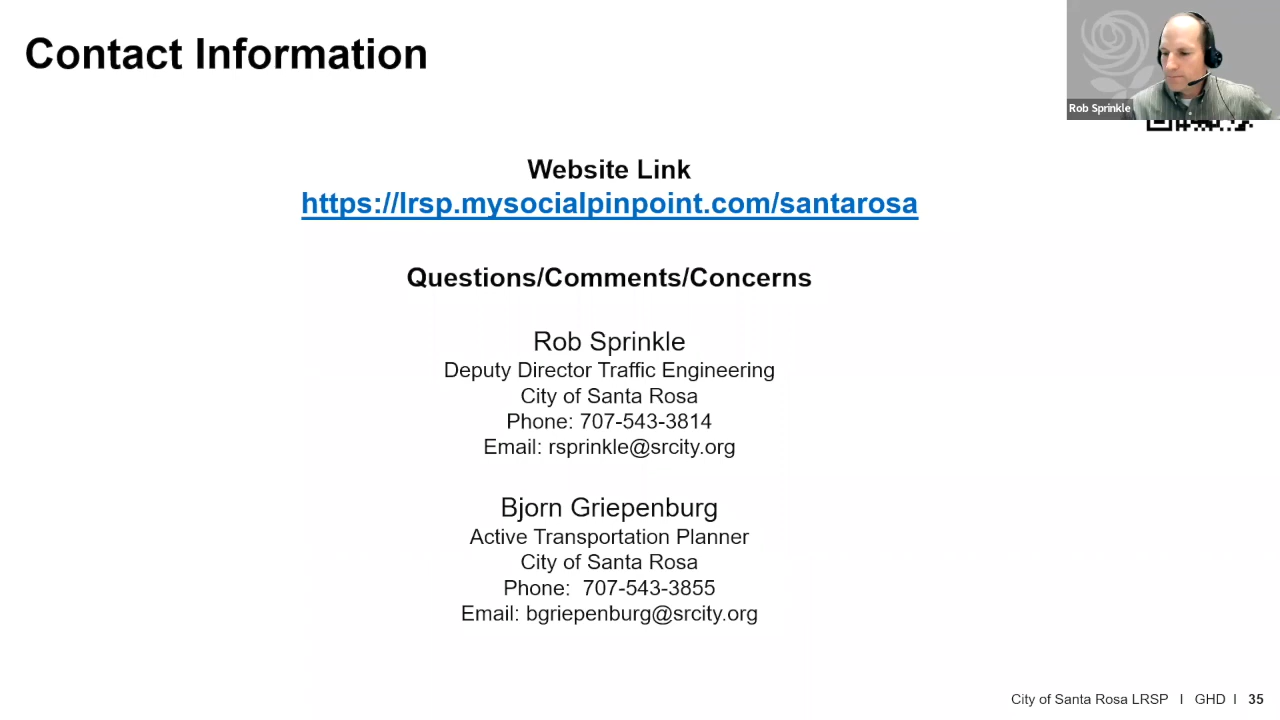 Contact Information
Rob Sprinkle
Website Link
https://lrsp.mysocialpinpoint.com/santarosa
Questions/Comments/Concerns
Rob Sprinkle
Deputy Director Traffic Engineering
City of Santa Rosa
Phone: 707-543-3814
Email: rsprinkle@srcity.org
Bjorn Griepenburg
Active Transportation Planner
City of Santa Rosa
Phone:  707-543-3855
Email: bgriepenburg@srcity.org
City of Santa Rosa LRSP I GHD I 35